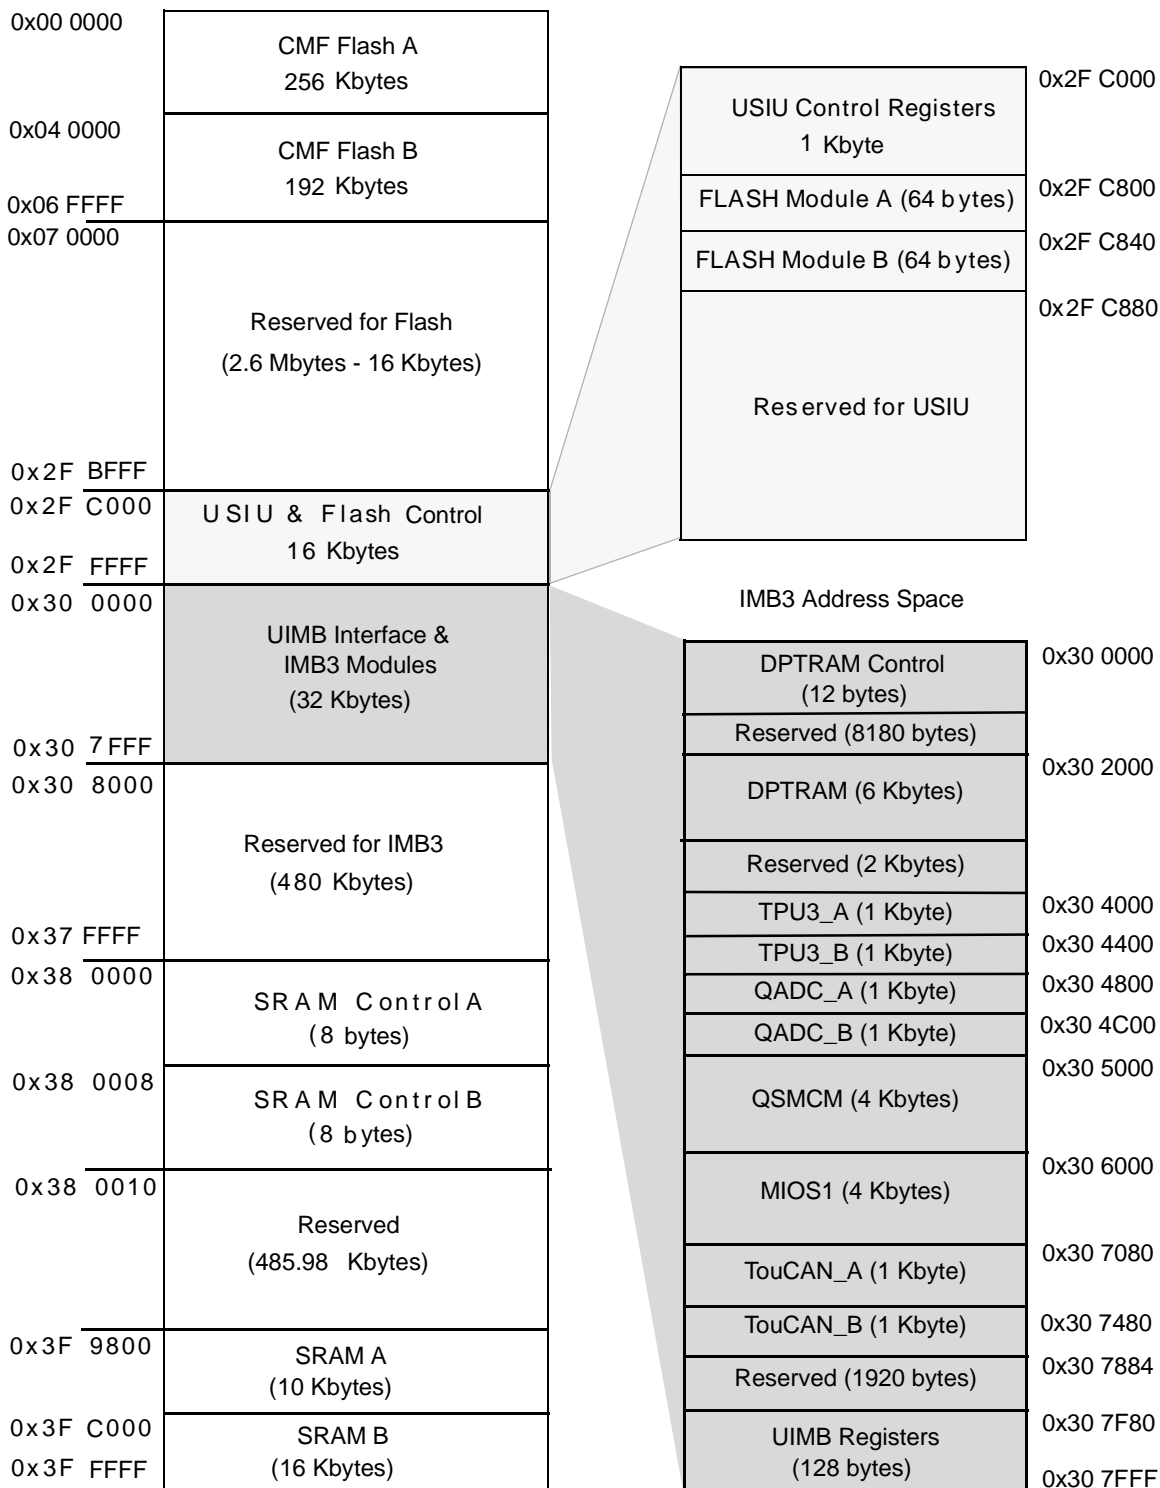 0x00 0000
CMF Flash A
256 Kbytes
0x04 0000
CMF Flash B
192 Kbytes
0x06 FFFF
0x07 0000
Reserved for Flash
(2.6 Mbytes - 16 Kbytes)
0x2F BFFF
0x2F C000
USIU & Flash Control
16 Kbytes
0x2F FFFF
0x30 0000
UIMB Interface &
IMB3 Modules
(32 Kbytes)
0x30 7FFF
0x30 8000
Reserved for IMB3
(480 Kbytes)
0x37 FFFF
0x38 0000
SRAM Control A
(8 bytes)
0x38 0008
SRAM Control B
(8 bytes)
0x38 0010
Reserved
(485.98 Kbytes)
0x3F 9800
SRAM A
(10 Kbytes)
0x3F C000
SRAM B
(16 Kbytes)
0x3F FFFF
0x2F C000
USIU Control Registers
1 Kbyte
FLASH Module A (64 bytes)
0x2F C800
FLASH Module B (64 bytes)
0x2F C840
0x2F C880
Reserved for USIU
IMB3 Address Space
DPTRAM Control
(12 bytes)
0x30 0000
Reserved (8180 bytes)
0x30 2000
DPTRAM (6 Kbytes)
Reserved (2 Kbytes)
TPU3_A (1 Kbyte)
0x30 4000
TPU3_B (1 Kbyte)
0x30 4400
QADC_A (1 Kbyte)
0x30 4800
QADC_B (1 Kbyte)
0x30 4C00
0x30 5000
QSMCM (4 Kbytes)
0x30 6000
MIOS1 (4 Kbytes)
0x30 7080
TouCAN_A (1 Kbyte)
TouCAN_B (1 Kbyte)
0x30 7480
Reserved (1920 bytes)
0x30 7884
UIMB Registers
(128 bytes)
0x30 7F80
0x30 7FFF